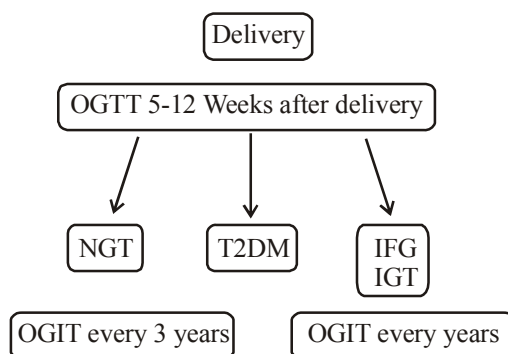 Delivery
OGTT 5-12 Weeks after delivery
NGT
T2DM
IFG
IGT
OGIT every 3 years
OGIT every years